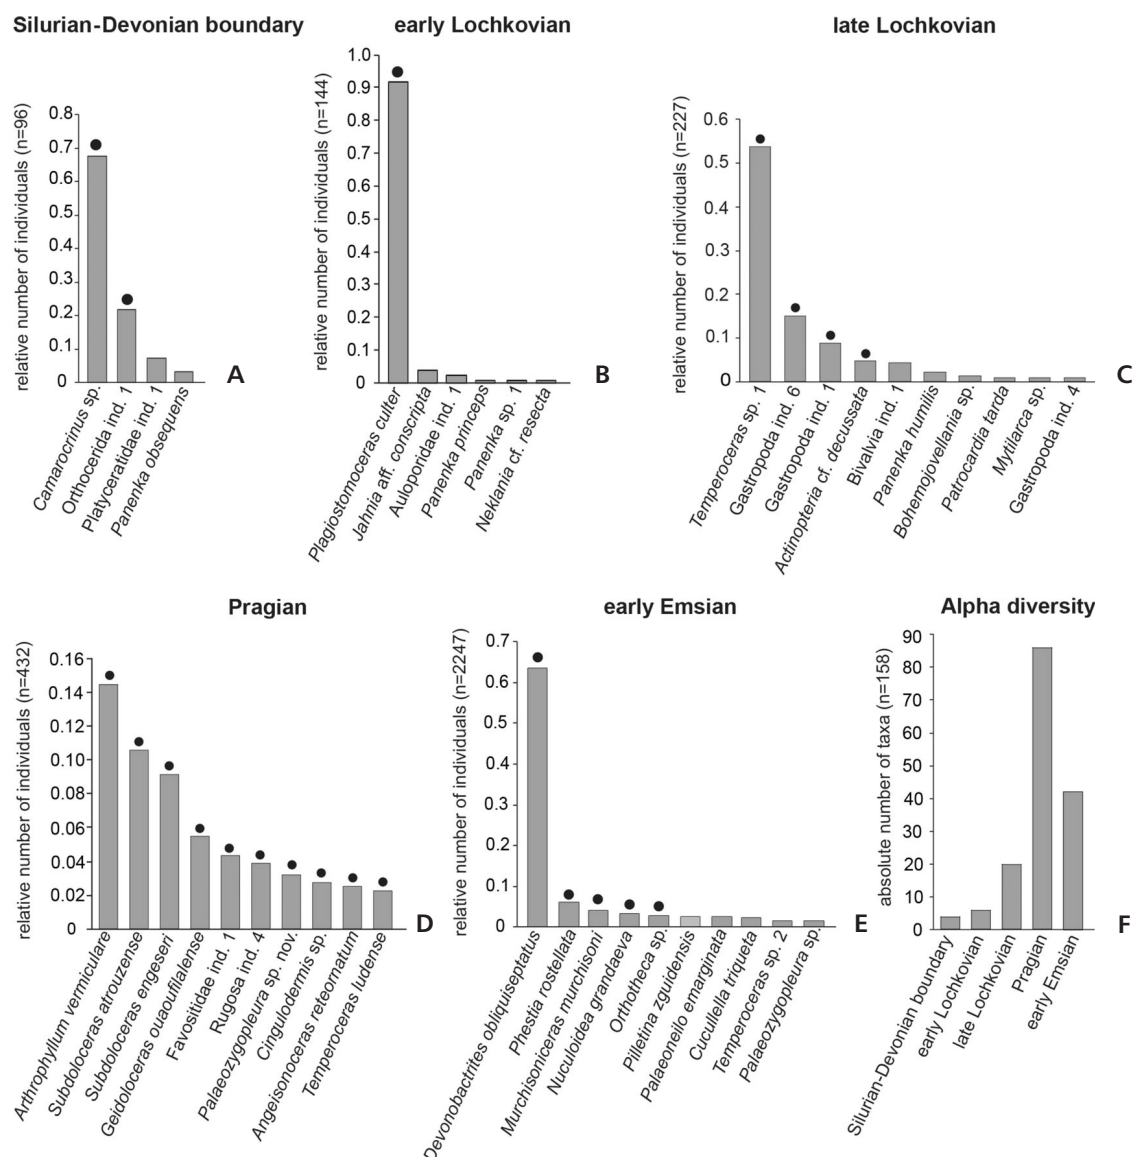 Silurian-Devonian boundary
early Lochkovian
late Lochkovian
relative number of individuals (n=96)
0.8
0.7
0.6
0.5
0.4
0.3
0.2
0.1
0
Camarocrinus sp.
Orthocerida ind. 1
Platyceratidae ind. 1
Panenka obsequens
A
relative number of individuals (n=144)
1.0
0.9
0.8
0.7
0.6
0.5
0.4
0.3
0.2
0.1
0
Plagiostomoceras culter
Jahnia aff. conscripta
Auloporidae ind. 1
Panenka princeps
Panenka sp. 1
Neklania cf. resecta
B
relative number of individuals (n=227)
0.6
0.5
0.4
0.3
0.2
0.1
0
Temperoceras sp. 1
Gastropoda ind. 6
Gastropoda ind. 1
Actinopteria cf. decussata
Bivalvia ind. 1
Panenka humilis
Bohemojovellania sp.
Patrocardia tarda
Mytilarca sp.
Gastropoda ind. 4
C
Pragian
early Emsian
Alpha diversity
relative number of individuals (n=432)
0.16
0.14
0.12
0.10
0.08
0.06
0.04
0.02
0
Arthrophyllum vermiculare
Subdoloceras atrouzense
Subdoloceras engeseri
Geidoloceras ouaoufilalense
Favositidae ind. 1
Rugosa ind. 4
Palaeozygopleura sp. nov.
Cingulodermis sp.
Angeisonoceras reteornatum
Temperoceras ludense
D
relative number of individuals (n=2247)
0.7
0.6
0.5
0.4
0.3
0.2
0.1
0
Devonobactrites obliquiseptatus
Phestia rostellata
Murchisoniceras murchisoni
Nuculoidea grandaeva
Orthotheca sp.
Pilletina zguidensis
Palaeoneilo emarginata
Cucullella triqueta
Temperoceras sp. 2
Palaeozygopleura sp.
E
absolute number of taxa (n=158)
90
80
70
60
50
40
30
20
10
0
Silurian-Devonian boundary
early Lochkovian
late Lochkovian
Pragian
early Emsian
F